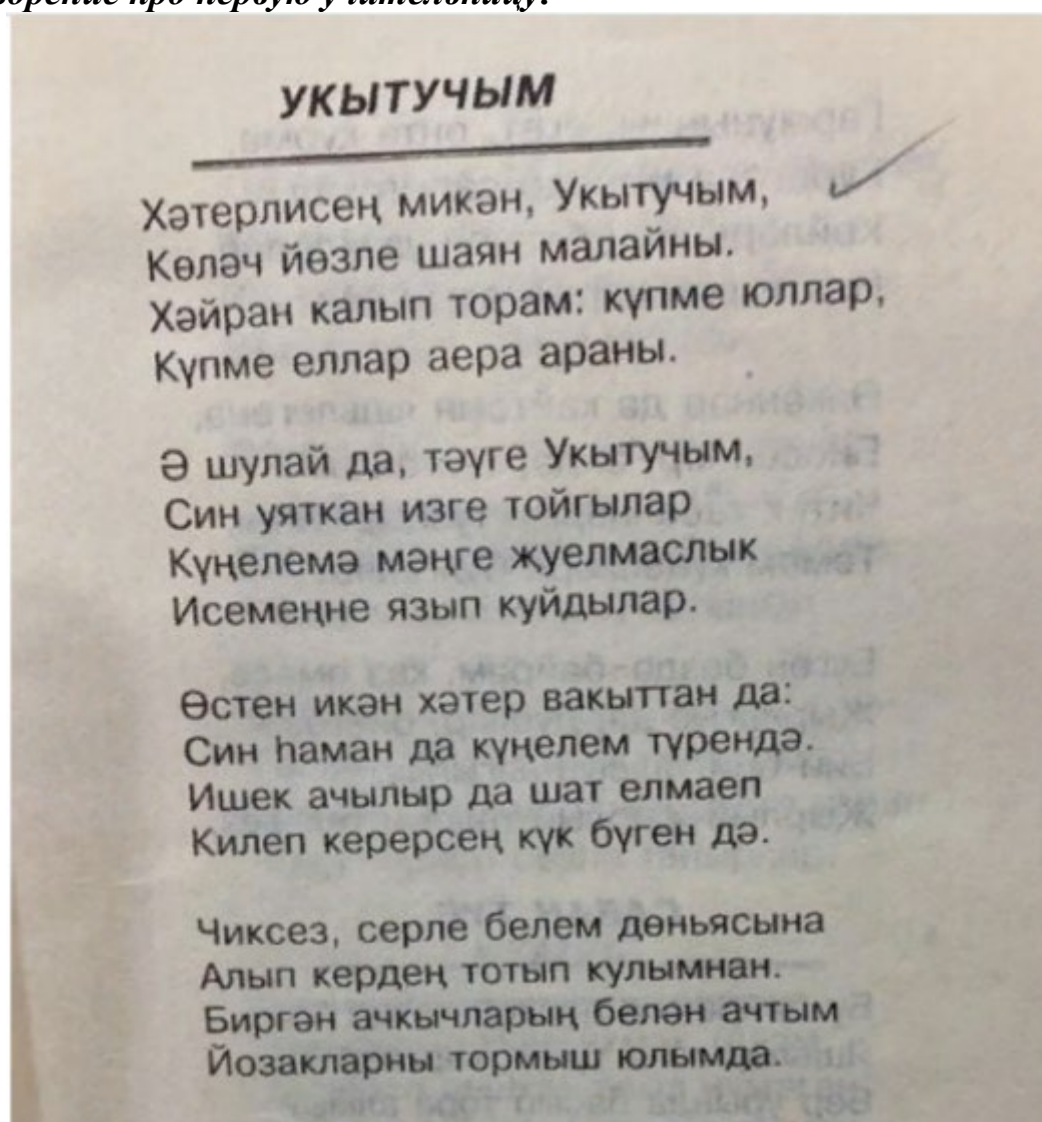 про первую учительницу.
УКЫТУЧЫМ
Хәтерлисең микән, Укытучым,
Көләч йөзле шаян малайны.
Хәйран калып торам: күпме юллар,
Күпме еллар аера араны.
Ә шулай да, тәүге Укытучым,
Син уяткан изге тойгылар
Күңелемә мәңге җуелмаслык
Исемеңне язып куйдылар.
Өстен икән хәтер вакыттан да:
Син һаман да күңелем түрендә.
Ишек ачылыр да шат елмаеп
Килеп керерсең күк бүген дә.
Чиксез, серле белем дөньясына
Алып кердең тотып кулымнан.
Биргән ачкычларың белән ачтым
Йозакларны тормыш юлымда.